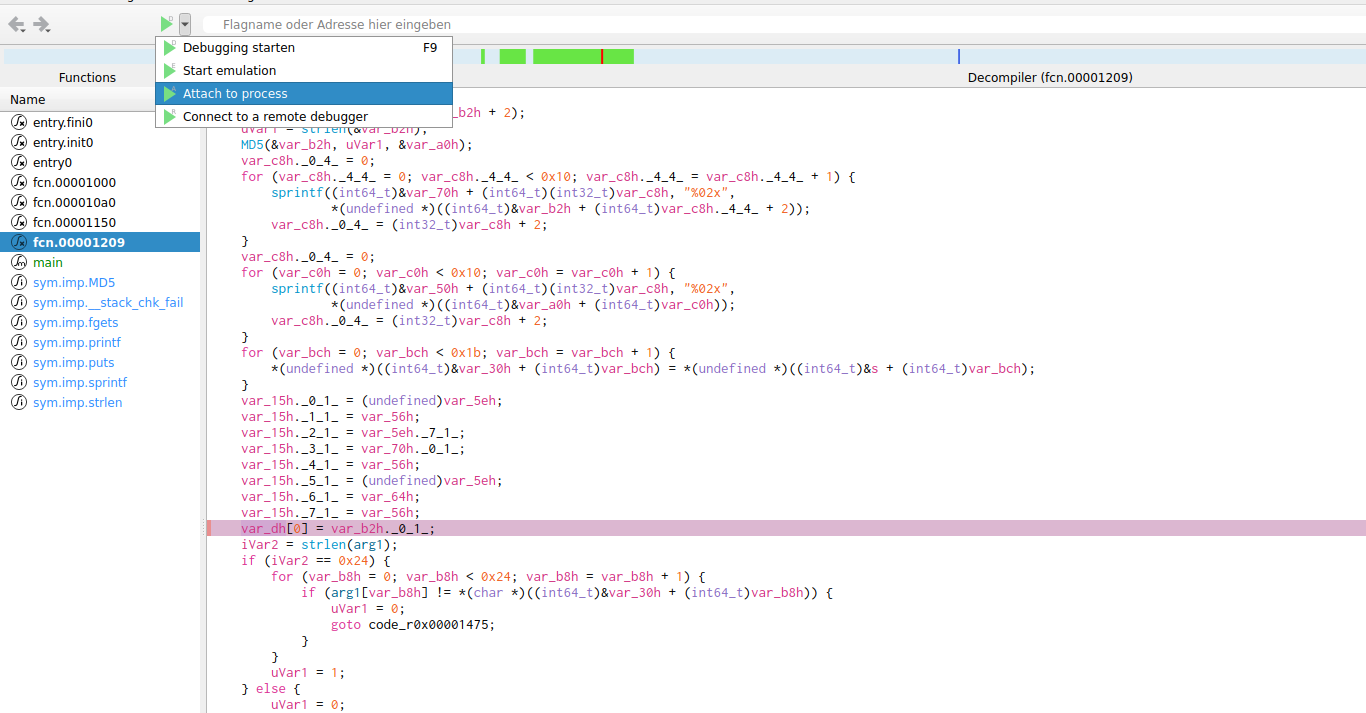 Flagname oder Adresse hier eingeben
Debugging starten F9
Start emulation
Attach to process
Connect to a remote debugger
Functions
Name
entry.fini0
entry.init0
entry0
fcn.00001000
fcn.000010a0
fcn.00001150
fcn.00001209
main
sym.imp.MD5
sym.imp.__stack_chk_fail
sym.imp.fgets
sym.imp.printf
sym.imp.puts
sym.imp.sprintf
sym.imp.strlen
Decompiler (fcn.00001209)
_b2h + 2);
uVar1 = strlen(&var_b2h);
MD5(&var_b2h, uVar1, &var_a0h);
var_c8h._0_4_ = 0;
for (var_c8h._4_4_ = 0; var_c8h._4_4_ < 0x10; var_c8h._4_4_ = var_c8h._4_4_ + 1) {
sprintf((int64_t)&var_70h + (int64_t)(int32_t)var_c8h, "%02x",
*(undefined *)((int64_t)&var_b2h + (int64_t)var_c8h._4_4_ + 2));
var_c8h._0_4_ = (int32_t)var_c8h + 2;
}
var_c8h._0_4_ = 0;
for (var_c0h = 0; var_c0h < 0x10; var_c0h = var_c0h + 1) {
sprintf((int64_t)&var_50h + (int64_t)(int32_t)var_c8h, "%02x",
*(undefined *)((int64_t)&var_a0h + (int64_t)var_c0h));
var_c8h._0_4_ = (int32_t)var_c8h + 2;
}
for (var_bch = 0; var_bch < 0x1b; var_bch = var_bch + 1) {
*(undefined *)((int64_t)&var_30h + (int64_t)var_bch) = *(undefined *)((int64_t)&s + (int64_t)var_bch);
}
var_15h._0_1_ = (undefined)var_5eh;
var_15h._1_1_ = var_56h;
var_15h._2_1_ = var_5eh._7_1_;
var_15h._3_1_ = var_70h._0_1_;
var_15h._4_1_ = var_56h;
var_15h._5_1_ = (undefined)var_5eh;
var_15h._6_1_ = var_64h;
var_15h._7_1_ = var_56h;
var_dh[0] = var_b2h._0_1_;
iVar2 = strlen(arg1);
if (iVar2 == 0x24) {
for (var_b8h = 0; var_b8h < 0x24; var_b8h = var_b8h + 1) {
if (arg1[var_b8h] != *(char *)((int64_t)&var_30h + (int64_t)var_b8h)) {
uVar1 = 0;
goto code_r0x00001475;
}
}
uVar1 = 1;
} else {
uVar1 = 0;